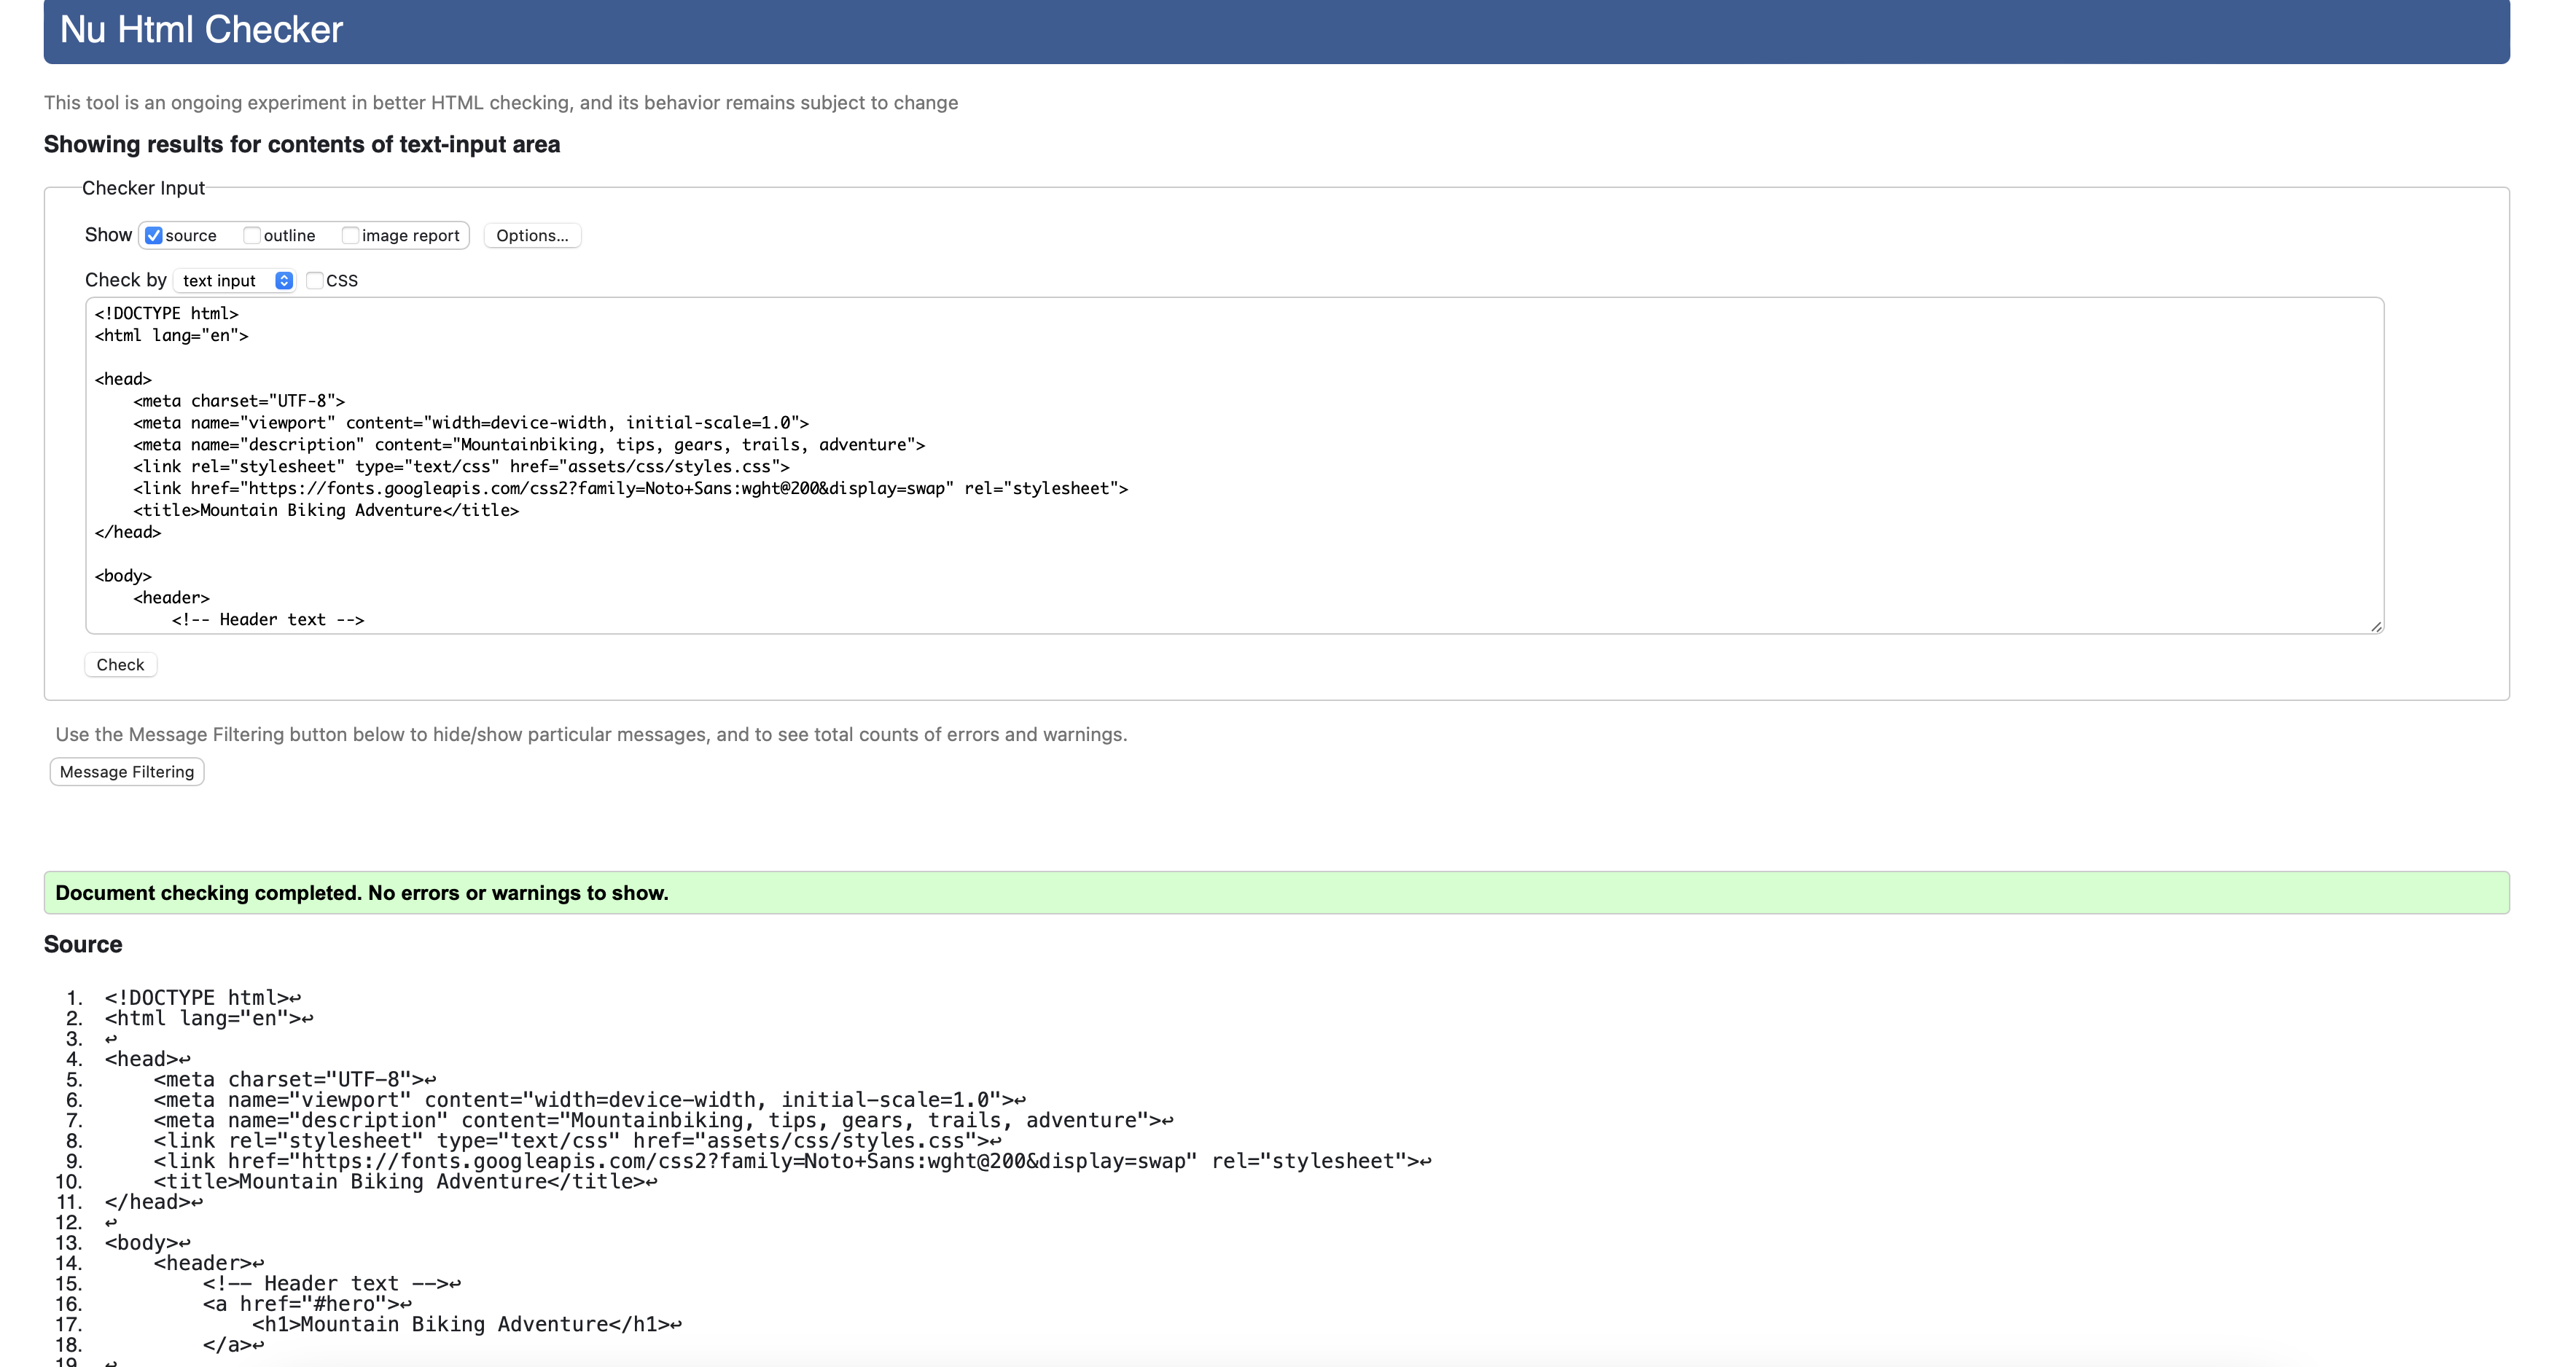 Nu Html Checker
This tool is an ongoing experiment in better HTML checking, and its behavior remains subject to change
Showing results for contents of text-input area
Checker Input
Show source outline image report Options...
Check by text input CSS
<!DOCTYPE html>
<html lang="en">
<head>
    <meta charset="UTF-8">
    <meta name="viewport" content="width=device-width, initial-scale=1.0">
    <meta name="description" content="Mountainbiking, tips, gears, trails, adventure">
    <link rel="stylesheet" type="text/css" href="assets/css/styles.css">
    <link href="https://fonts.googleapis.com/css2?family=Noto+Sans:wght@200&display=swap" rel="stylesheet">
    <title>Mountain Biking Adventure</title>
</head>
<body>
    <header>
        <!-- Header text -->
Check
Use the Message Filtering button below to hide/show particular messages, and to see total counts of errors and warnings.
Message Filtering
Document checking completed. No errors or warnings to show.
Source
1. <!DOCTYPE html>↩
2. <html lang="en">↩
3. ↩
4. <head>↩
5.     <meta charset="UTF-8">↩
6.     <meta name="viewport" content="width=device-width, initial-scale=1.0">↩
7.     <meta name="description" content="Mountainbiking, tips, gears, trails, adventure">↩
8.     <link rel="stylesheet" type="text/css" href="assets/css/styles.css">↩
9.     <link href="https://fonts.googleapis.com/css2?family=Noto+Sans:wght@200&display=swap" rel="stylesheet">↩
10.     <title>Mountain Biking Adventure</title>↩
11. </head>↩
12. ↩
13. <body>↩
14.     <header>↩
15.         <!-- Header text -->↩
16.         <a href="#hero">↩
17.             <h1>Mountain Biking Adventure</h1>↩
18.         </a>↩
19. ↩